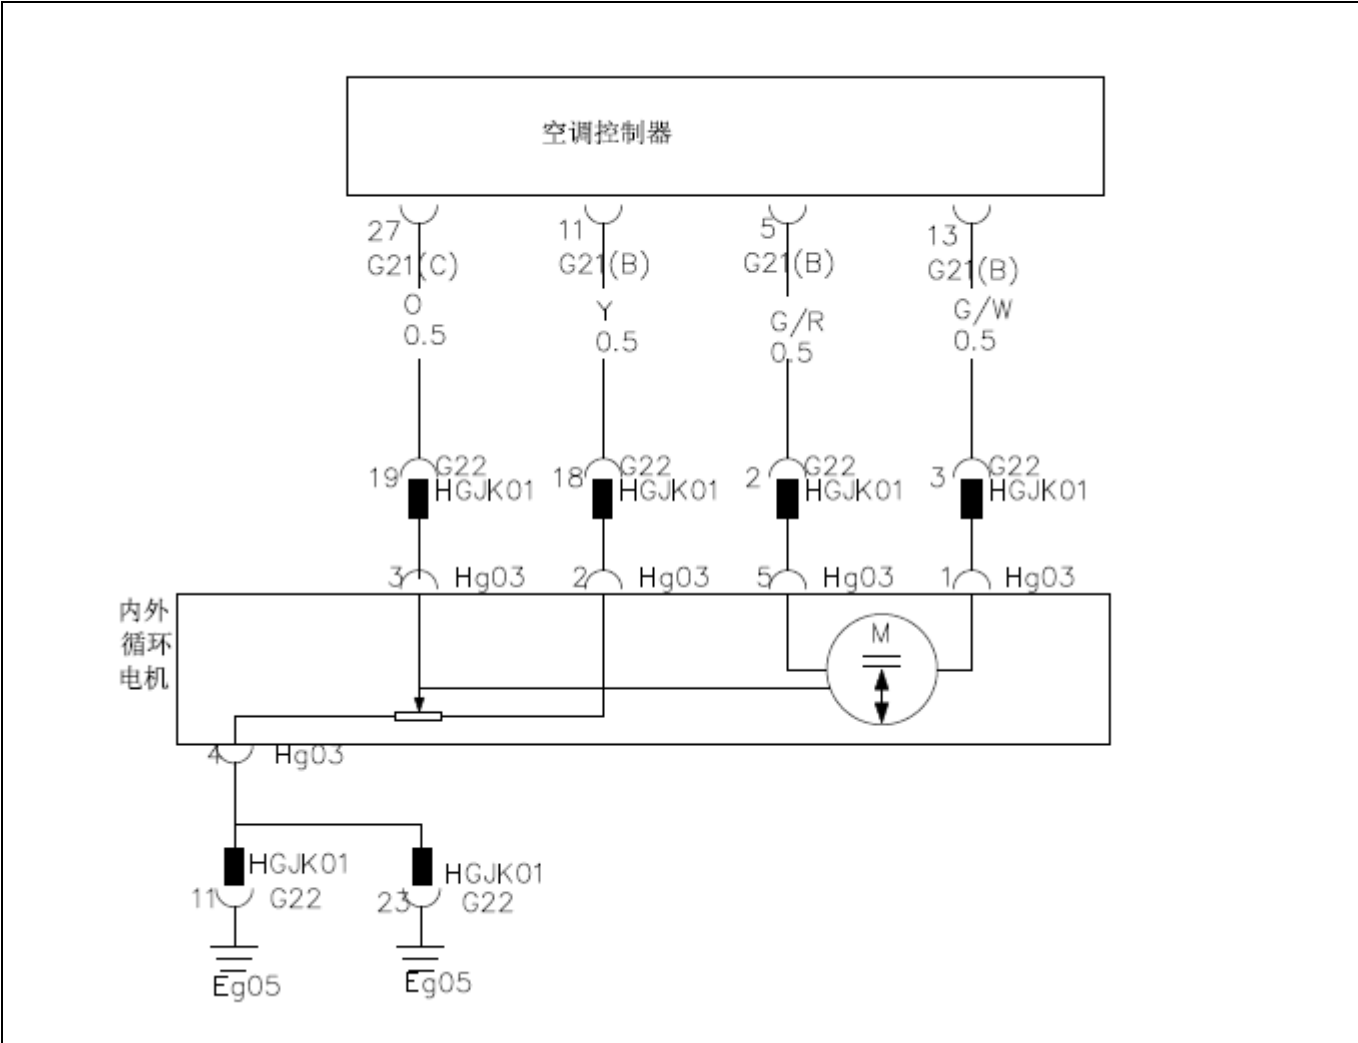 空调控制器
27
11
5
13
G21(C)
G21(B)
G21(B)
G21(B)
O
Y
G/R
G/W
0.5
0.5
0.5
0.5
19
G22
18
G22
2
G22
3
G22
HGJK01
HGJK01
HGJK01
HGJK01
3
Hg03
2
Hg03
5
Hg03
1
Hg03
内外
循环
电机
M
4
Hg03
HGJK01
HGJK01
11
G22
23
G22
Eg05
Eg05